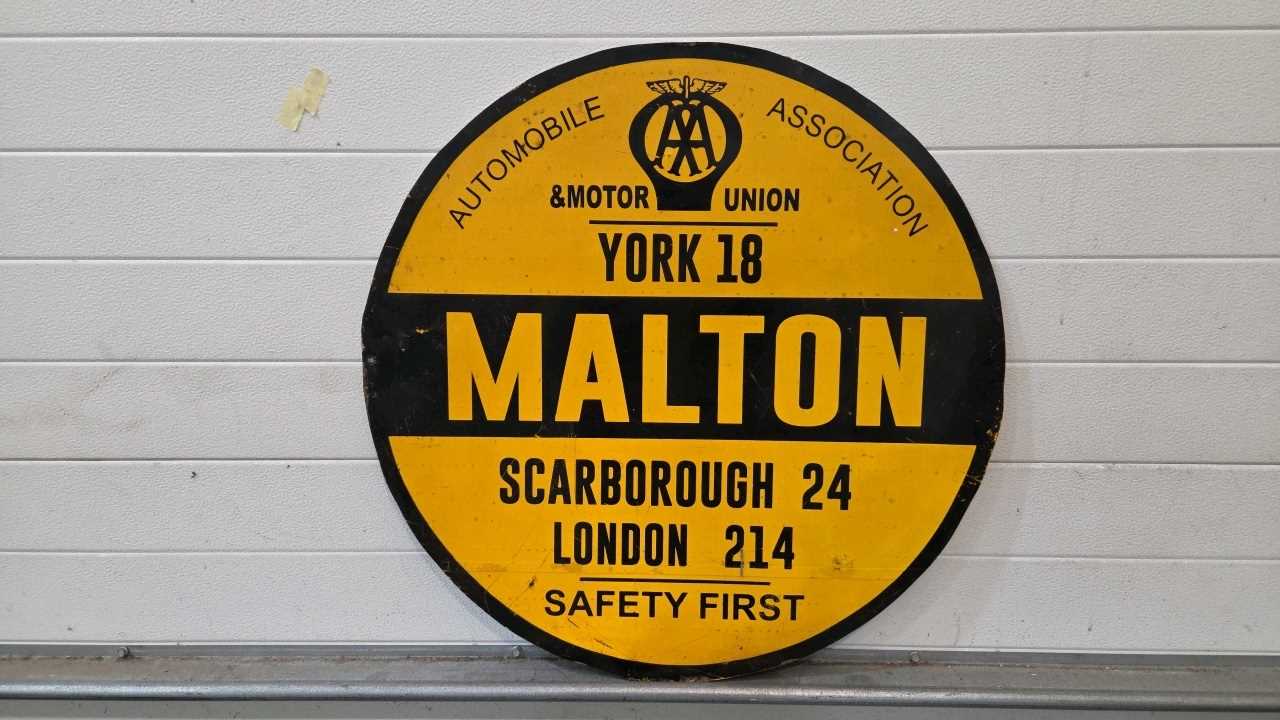 AUTOMOBILE ASSOCIATION
AA
&MOTOR UNION
YORK 18
MALTON
SCARBOROUGH 24
LONDON 214
SAFETY FIRST